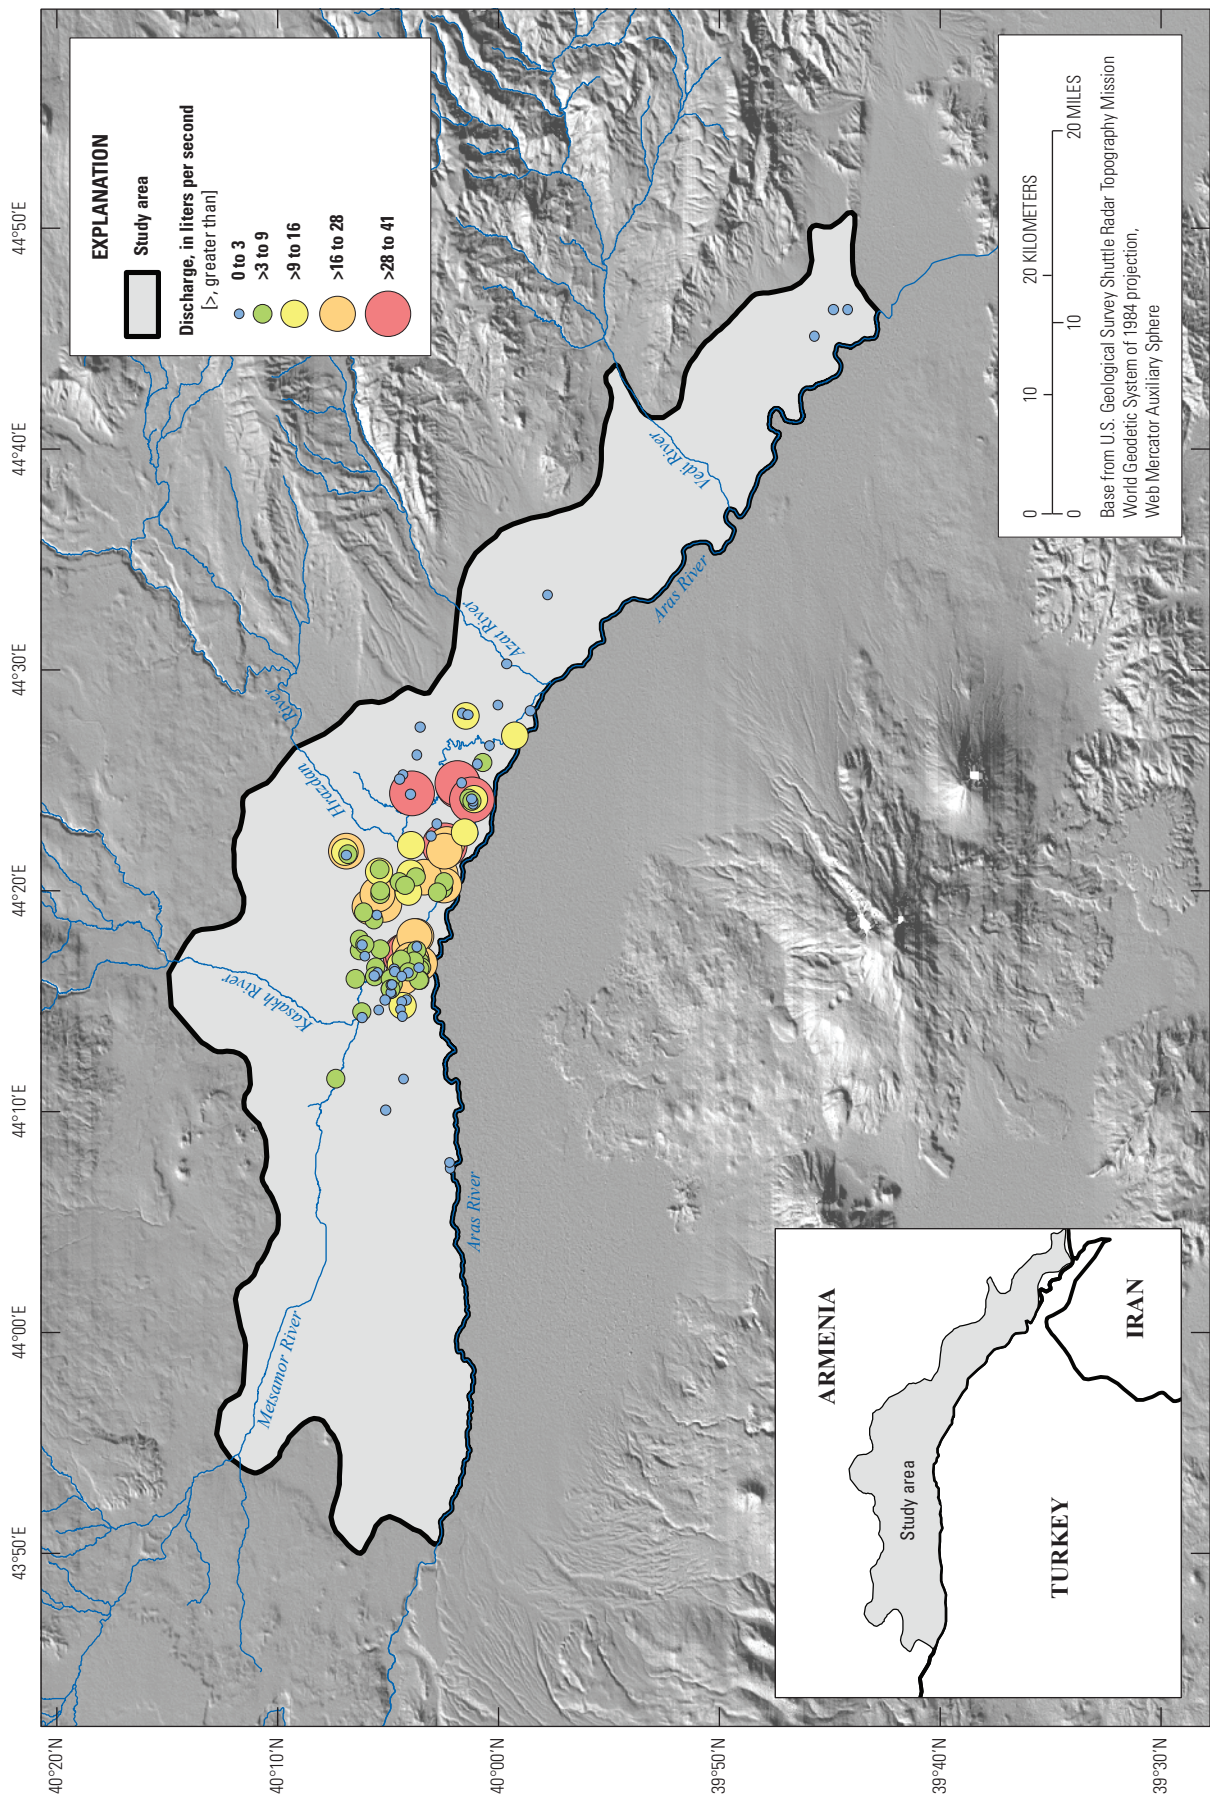 EXPLANATION
Study area
Discharge, in liters per second
[>, greater than]
0 to 3
>3 to 9
>9 to 16
>16 to 28
>28 to 41
43°50'E
44°00'E
44°10'E
44°20'E
44°30'E
44°40'E
44°50'E
40°20'N
40°10'N
40°00'N
39°50'N
39°40'N
39°30'N
Metsamor River
Kasakh River
Hrazdan River
Azat River
Vedi River
Aras River
Aras River
ARMENIA
Study area
TURKEY
IRAN
0 10 20 KILOMETERS
0 10 20 MILES
Base from U.S. Geological Survey Shuttle Radar Topography Mission
World Geodetic System of 1984 projection,
Web Mercator Auxiliary Sphere